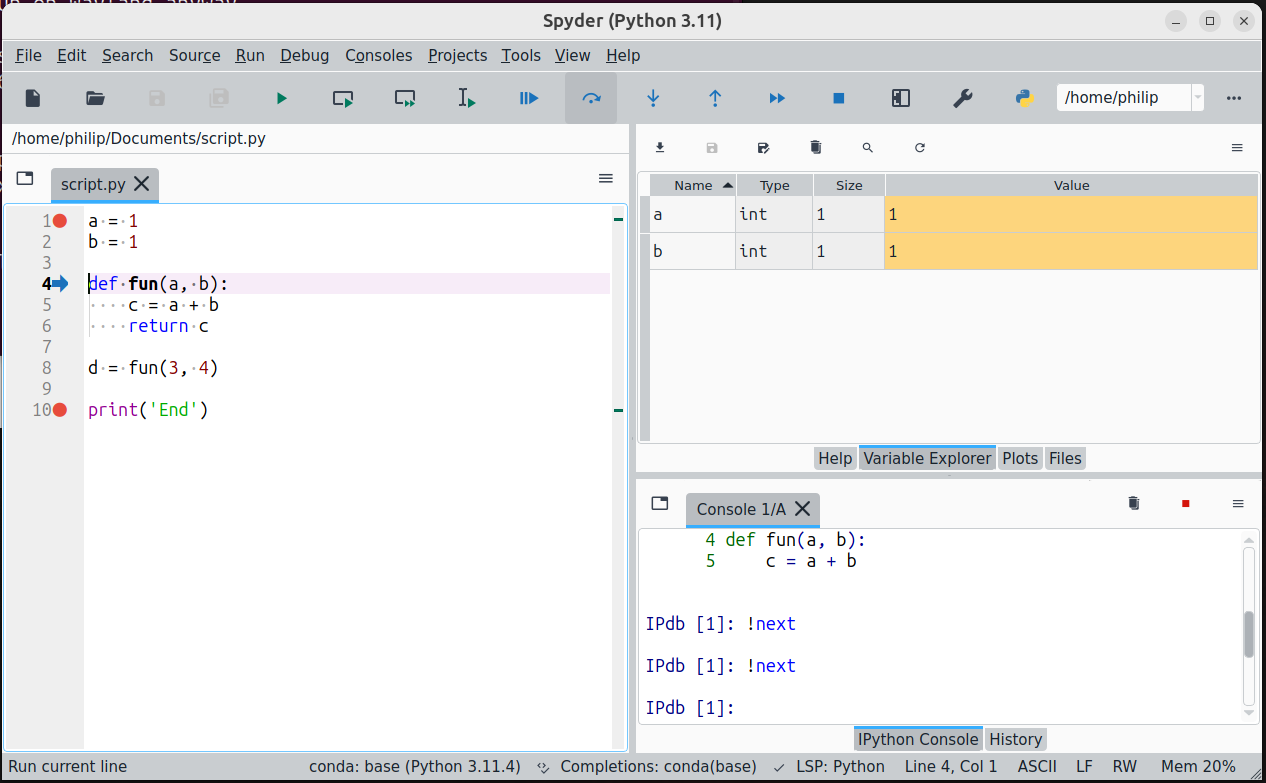 Spyder (Python 3.11)
File Edit Search Source Run Debug Consoles Projects Tools View Help
/home/philip
/home/philip/Documents/script.py
script.py
1 a = 1
2 b = 1
3
4 def fun(a, b):
5 c = a + b
6 return c
7
8 d = fun(3, 4)
9
10 print('End')
Name Type Size Value
a int 1 1
b int 1 1
Help Variable Explorer Plots Files
Console 1/A
4 def fun(a, b):
5 c = a + b
IPdb [1]: !next
IPdb [1]: !next
IPdb [1]:
IPython Console History
Run current line conda: base (Python 3.11.4) Completions: conda(base) LSP: Python Line 4, Col 1 ASCII LF RW Mem 20%